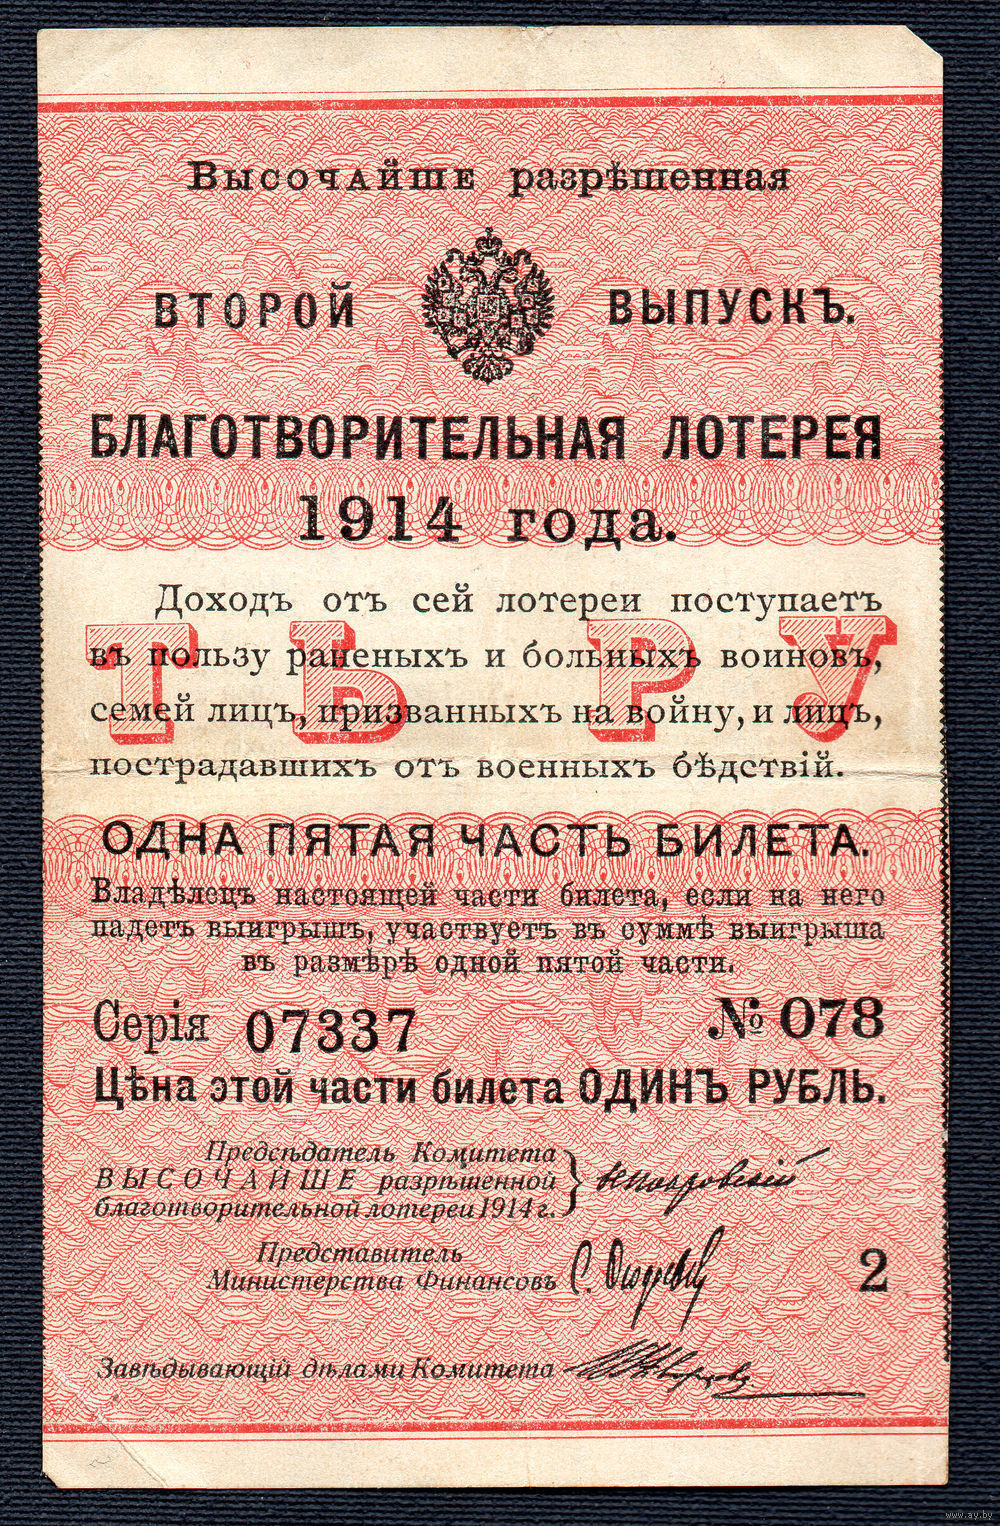 Высочайше разрѣшенная
ВТОРОЙ ВЫПУСКЪ.
БЛАГОТВОРИТЕЛЬНАЯ ЛОТЕРЕЯ
1914 года.
Доходъ отъ сей лотереи поступаетъ
въ пользу раненыхъ и больныхъ воиновъ,
Т Ь Р У
семей лицъ, призванныхъ на войну, и лицъ,
пострадавшихъ отъ военныхъ бѣдствій.
ОДНА ПЯТАЯ ЧАСТЬ БИЛЕТА.
Владѣлецъ настоящей части билета, если на него
падетъ выигрышъ, участвуетъ въ суммѣ выигрыша
въ размѣрѣ одной пятой части.
Серія 07337 № 078
Цѣна этой части билета ОДИНЪ РУБЛЬ.
Предсѣдатель Комитета
ВЫСОЧАЙШЕ разрѣшенной
благотворительной лотереи 1914 г.
Представитель
Министерства Финансовъ
2
Завѣдывающій дѣлами Комитета
www.ay.by